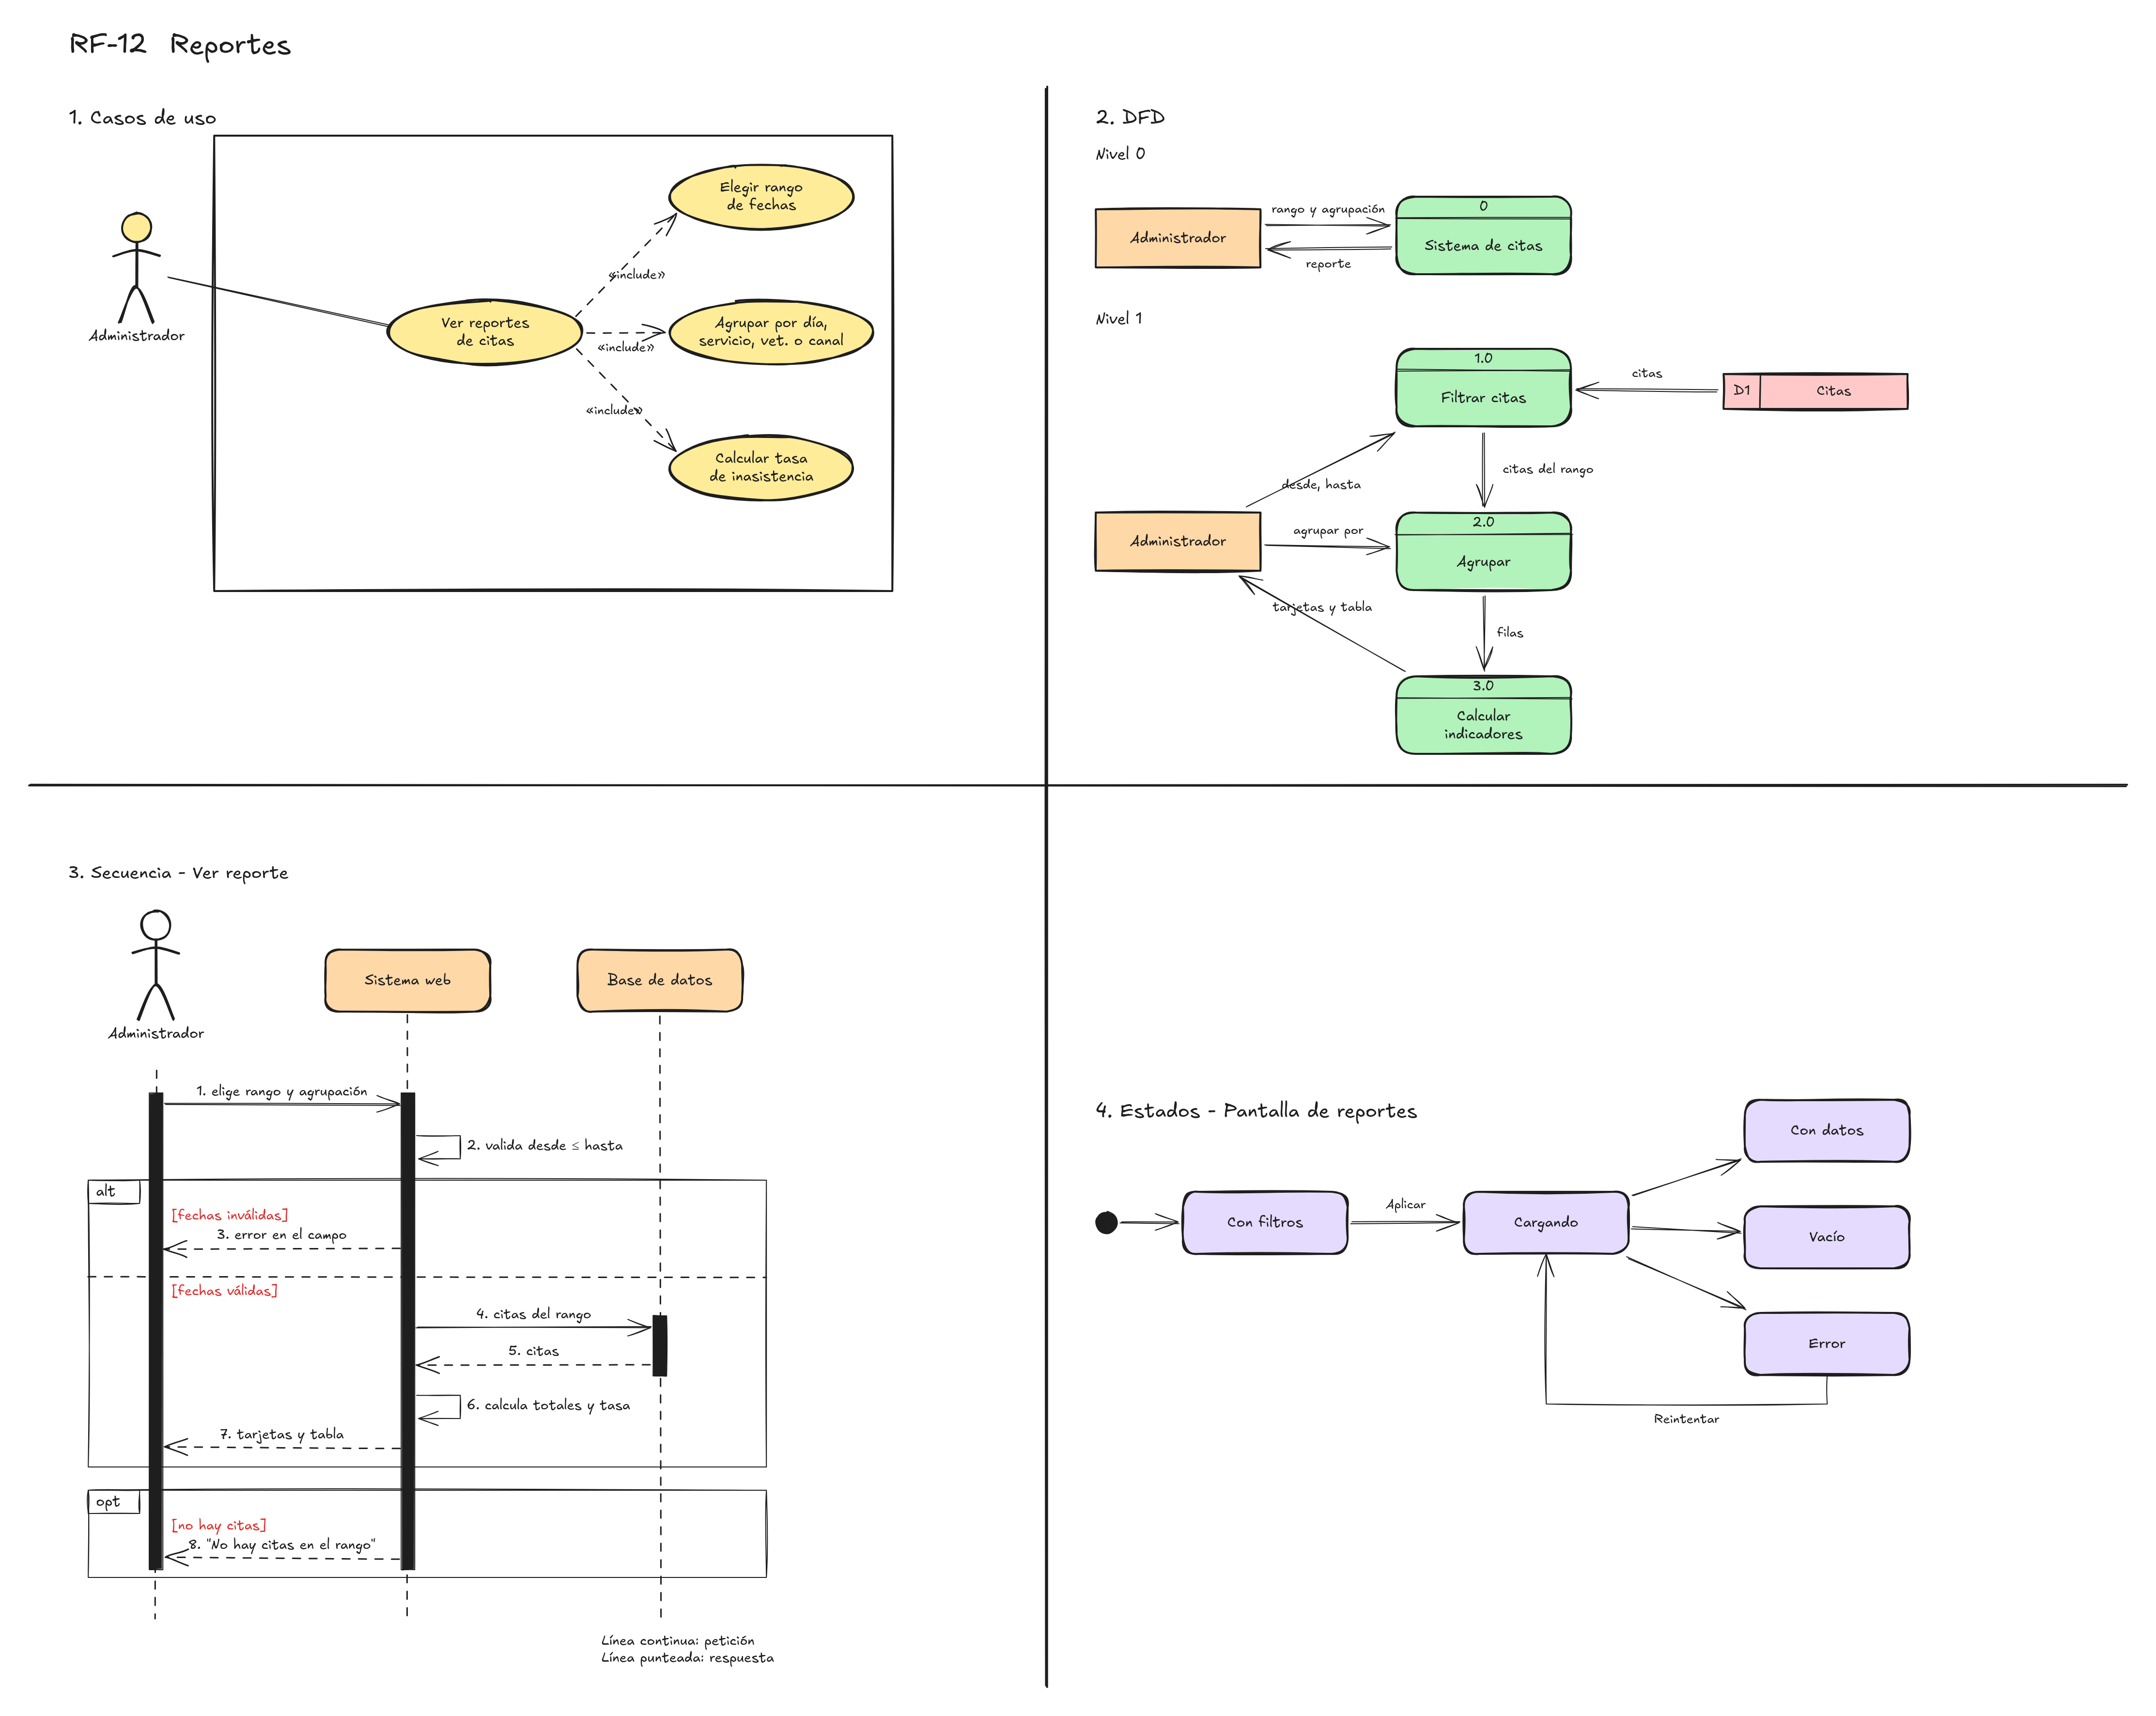 RF-12 Reportes
1. Casos de uso
Administrador
Ver reportes
de citas
«include»
«include»
«include»
Elegir rango
de fechas
Agrupar por día,
servicio, vet. o canal
Calcular tasa
de inasistencia
2. DFD
Nivel 0
Administrador
rango y agrupación
reporte
0
Sistema de citas
Nivel 1
1.0
Filtrar citas
citas
D1
Citas
desde, hasta
citas del rango
Administrador
agrupar por
2.0
Agrupar
tarjetas y tabla
filas
3.0
Calcular
indicadores
3. Secuencia - Ver reporte
Administrador
Sistema web
Base de datos
1. elige rango y agrupación
2. valida desde ≤ hasta
alt
[fechas inválidas]
3. error en el campo
[fechas válidas]
4. citas del rango
5. citas
6. calcula totales y tasa
7. tarjetas y tabla
opt
[no hay citas]
8. "No hay citas en el rango"
Línea continua: petición
Línea punteada: respuesta
4. Estados - Pantalla de reportes
Con filtros
Aplicar
Cargando
Con datos
Vacío
Error
Reintentar